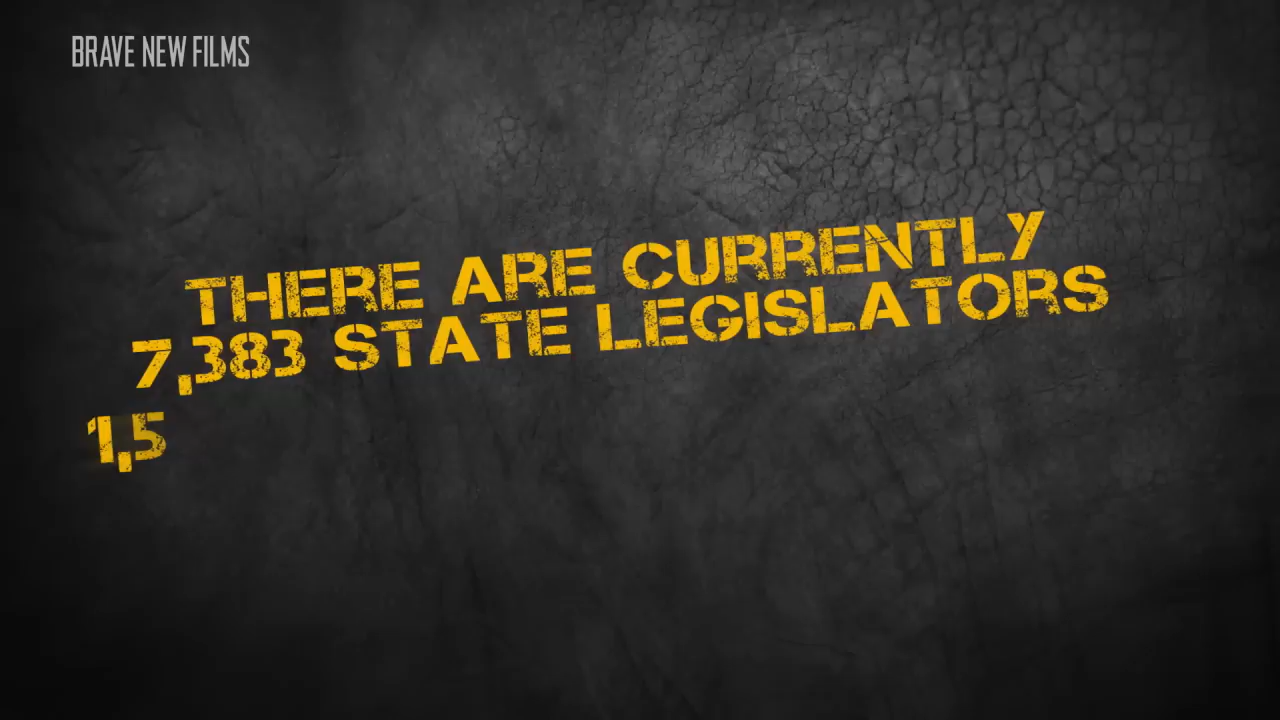 BRAVE NEW FILMS
THERE ARE CURRENTLY
7,383 STATE LEGISLATORS
1,5